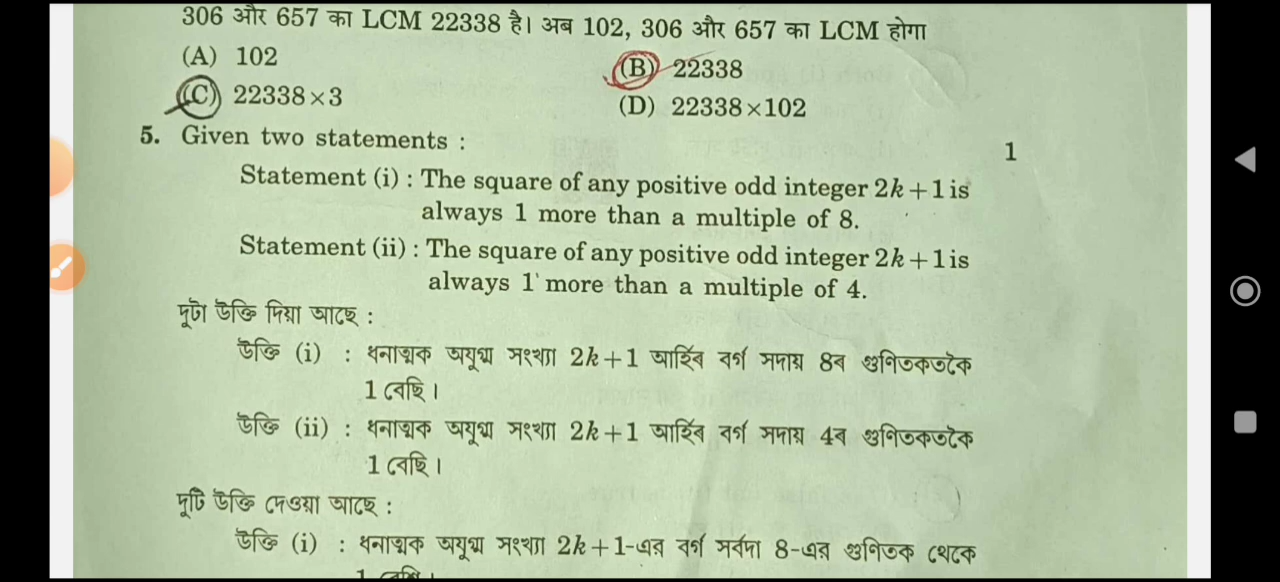 306 और 657 का LCM 22338 है। अब 102, 306 और 657 का LCM होगा
(A) 102 (B) 22338
(C) 22338×3 (D) 22338×102
5. Given two statements : 1
Statement (i) : The square of any positive odd integer 2k+1 is
always 1 more than a multiple of 8.
Statement (ii) : The square of any positive odd integer 2k+1 is
always 1 more than a multiple of 4.
দুটা উক্তি দিয়া আছে :
উক্তি (i) : ধনাত্মক অযুগ্ম সংখ্যা 2k+1 আৰ্হিৰ বৰ্গ সদায় 8ৰ গুণিতকতকৈ
1 বেছি।
উক্তি (ii) : ধনাত্মক অযুগ্ম সংখ্যা 2k+1 আৰ্হিৰ বৰ্গ সদায় 4ৰ গুণিতকতকৈ
1 বেছি।
দুটি উক্তি দেওয়া আছে :
উক্তি (i) : ধনাত্মক অযুগ্ম সংখ্যা 2k+1-এর বর্গ সর্বদা 8-এর গুণিতক থেকে
1 বেশি।